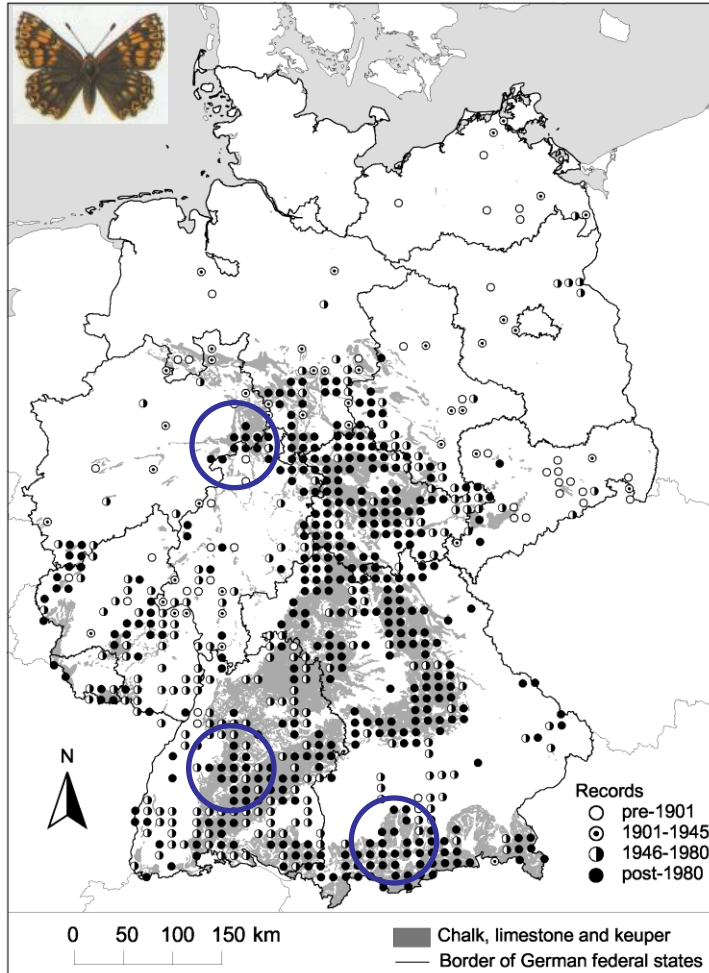 N
Records
pre-1901
1901-1945
1946-1980
post-1980
0 50 100 150 km
Chalk, limestone and keuper
Border of German federal states